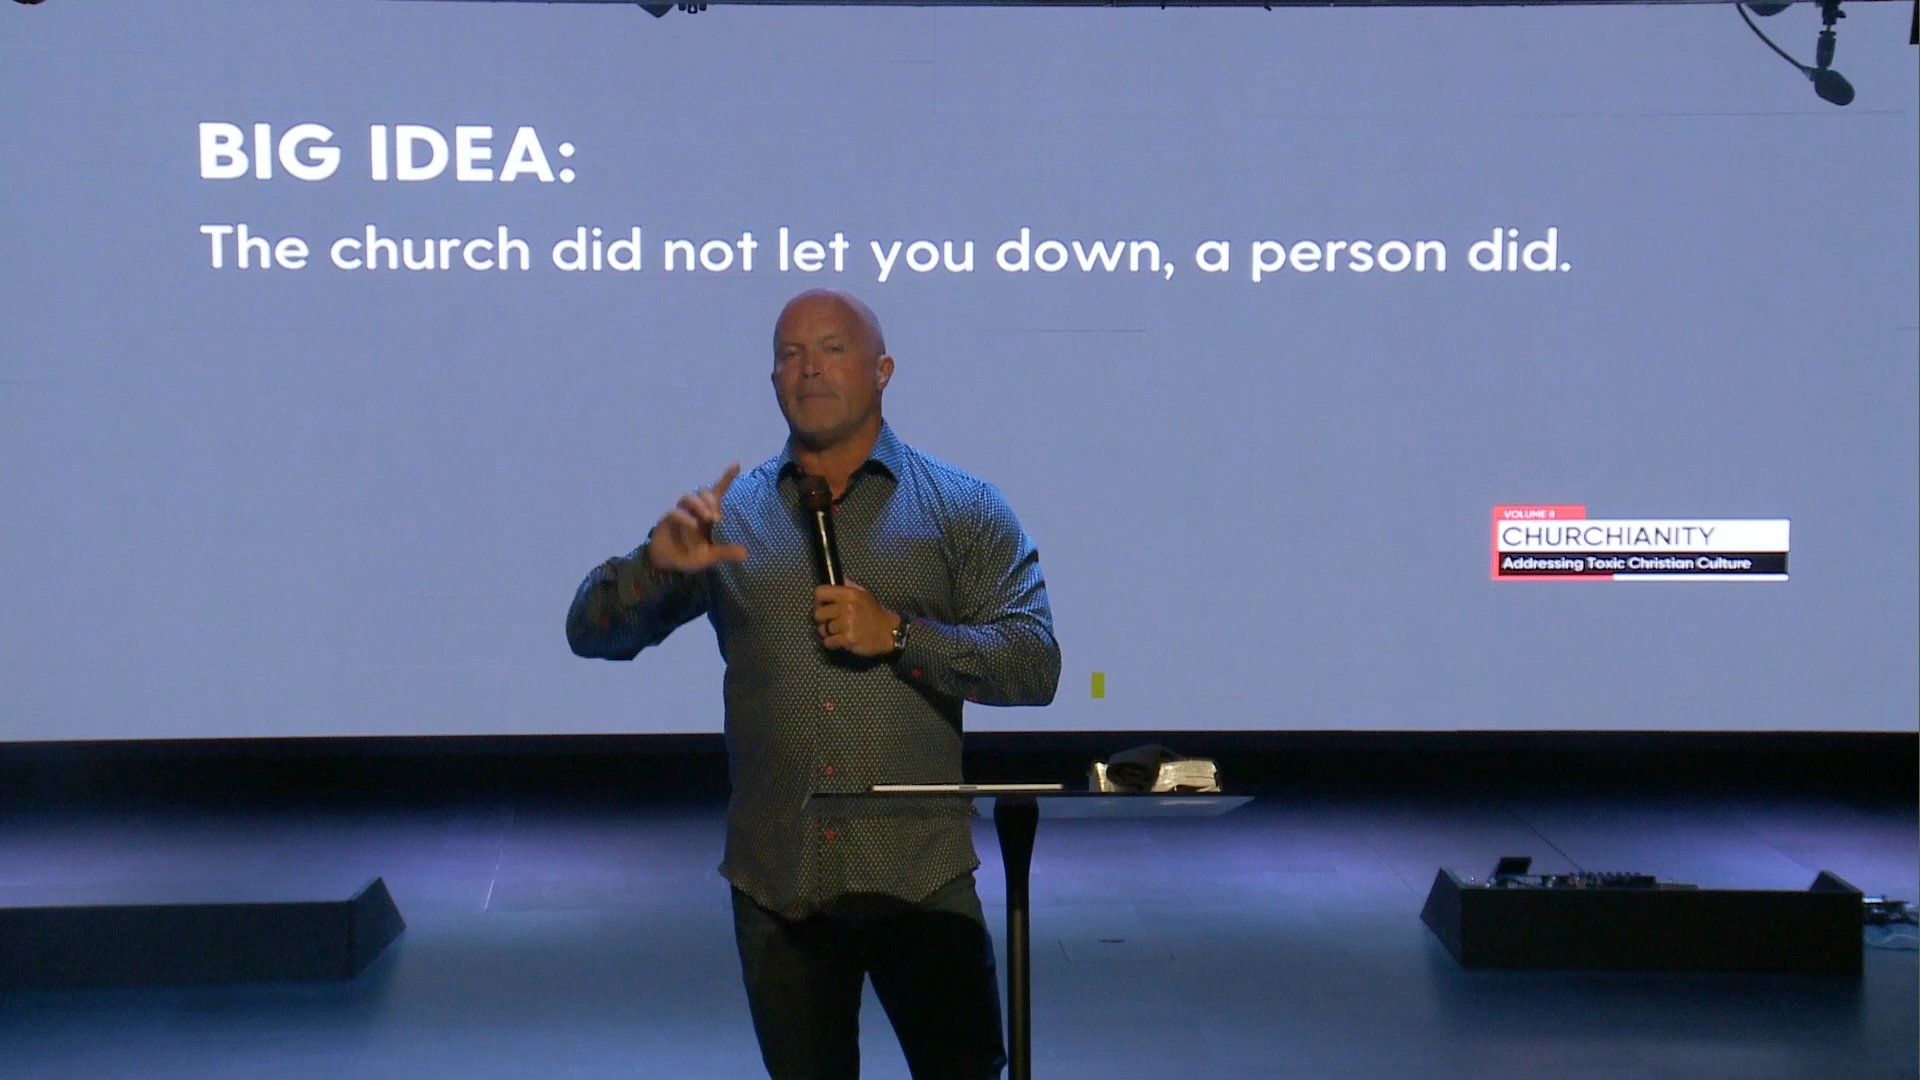 BIG IDEA:
The church did not let you down, a person did.
VOLUME II
CHURCHIANITY
Addressing Toxic Christian Culture